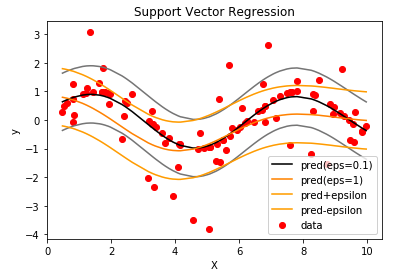 Support Vector Regression
3
2
1
0
−1
−2
−3
−4
y
0
2
4
6
8
10
X
pred(eps=0.1)
pred(eps=1)
pred+epsilon
pred-epsilon
data